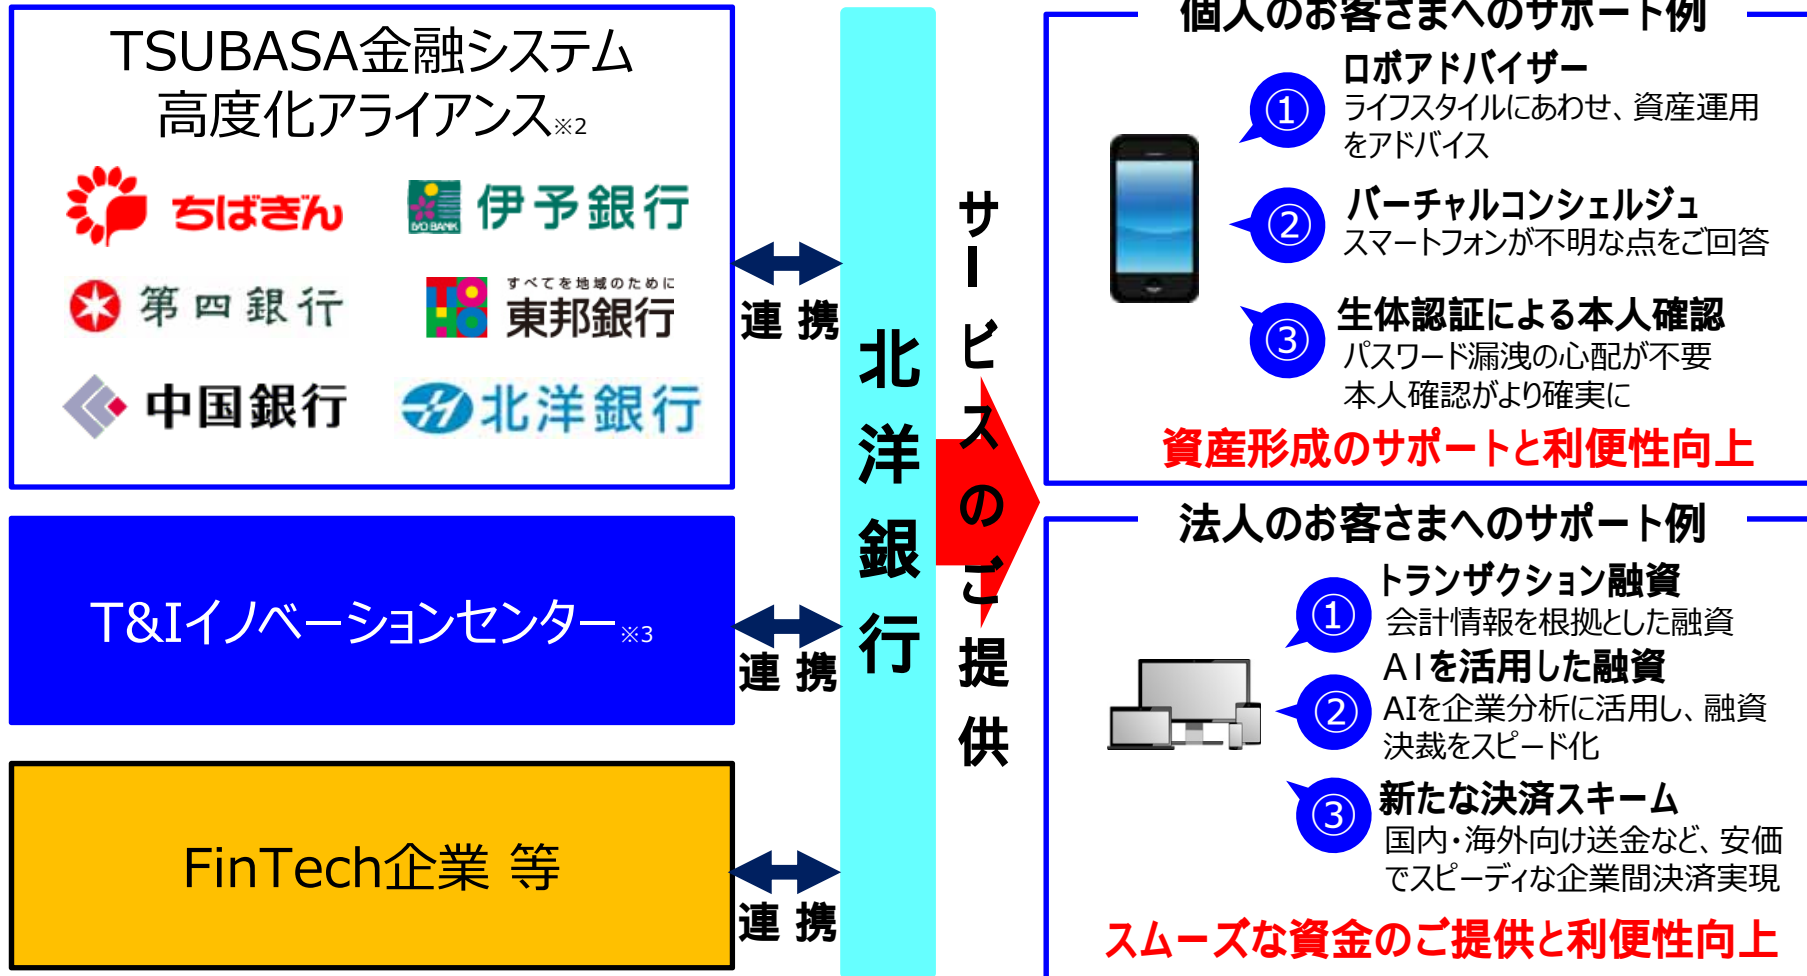 TSUBASA金融システム
高度化アライアンス※2
ちばぎん
IYO BANK
伊予銀行
第四銀行
TOHO
すべてを地域のために
東邦銀行
中国銀行
北洋銀行
連携
T&Iイノベーションセンター※3
連携
FinTech企業 等
連携
北洋銀行
サービスのご提供
個人のお客さまへのサポート例
①
ロボアドバイザー
ライフスタイルにあわせ、資産運用
をアドバイス
②
バーチャルコンシェルジュ
スマートフォンが不明な点をご回答
③
生体認証による本人確認
パスワード漏洩の心配が不要
本人確認がより確実に
資産形成のサポートと利便性向上
法人のお客さまへのサポート例
①
トランザクション融資
会計情報を根拠とした融資
②
AIを活用した融資
AIを企業分析に活用し、融資
決裁をスピード化
③
新たな決済スキーム
国内・海外向け送金など、安価
でスピーディな企業間決済実現
スムーズな資金のご提供と利便性向上